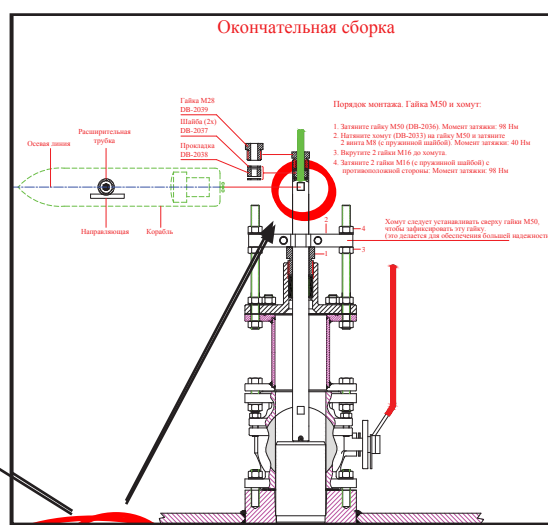 Окончательная сборка
Гайка М28
DB-2039
Шайба (2x)
DB-2037
Прокладка
DB-2038
Порядок монтажа. Гайка М50 и хомут:
1. Затяните гайку М50 (DB-2036). Момент затяжки: 98 Нм
2. Натяните хомут (DB-2033) на гайку М50 и затяните
2 винта М8 (с пружинной шайбой). Момент затяжки: 40 Нм
3. Вкрутите 2 гайки М16 до хомута.
4. Затяните 2 гайки М16 (с пружинной шайбой) с
противоположной стороны: Момент затяжки: 98 Нм
Расширительная
трубка
Осевая линия
Направляющая
Корабль
2
4
Хомут следует устанавливать сверху гайки М50,
чтобы зафиксировать эту гайку.
(это делается для обеспечения большей надежности
3
1